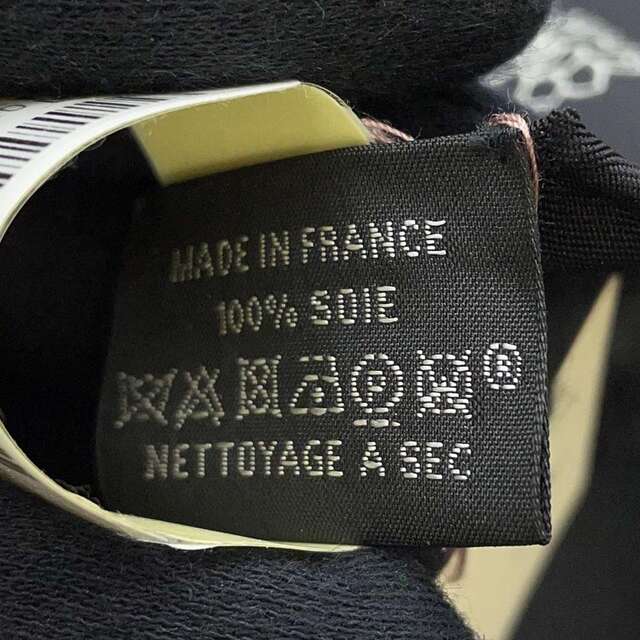 MADE IN FRANCE
100% SOIE
P
®
NETTOYAGE A SEC